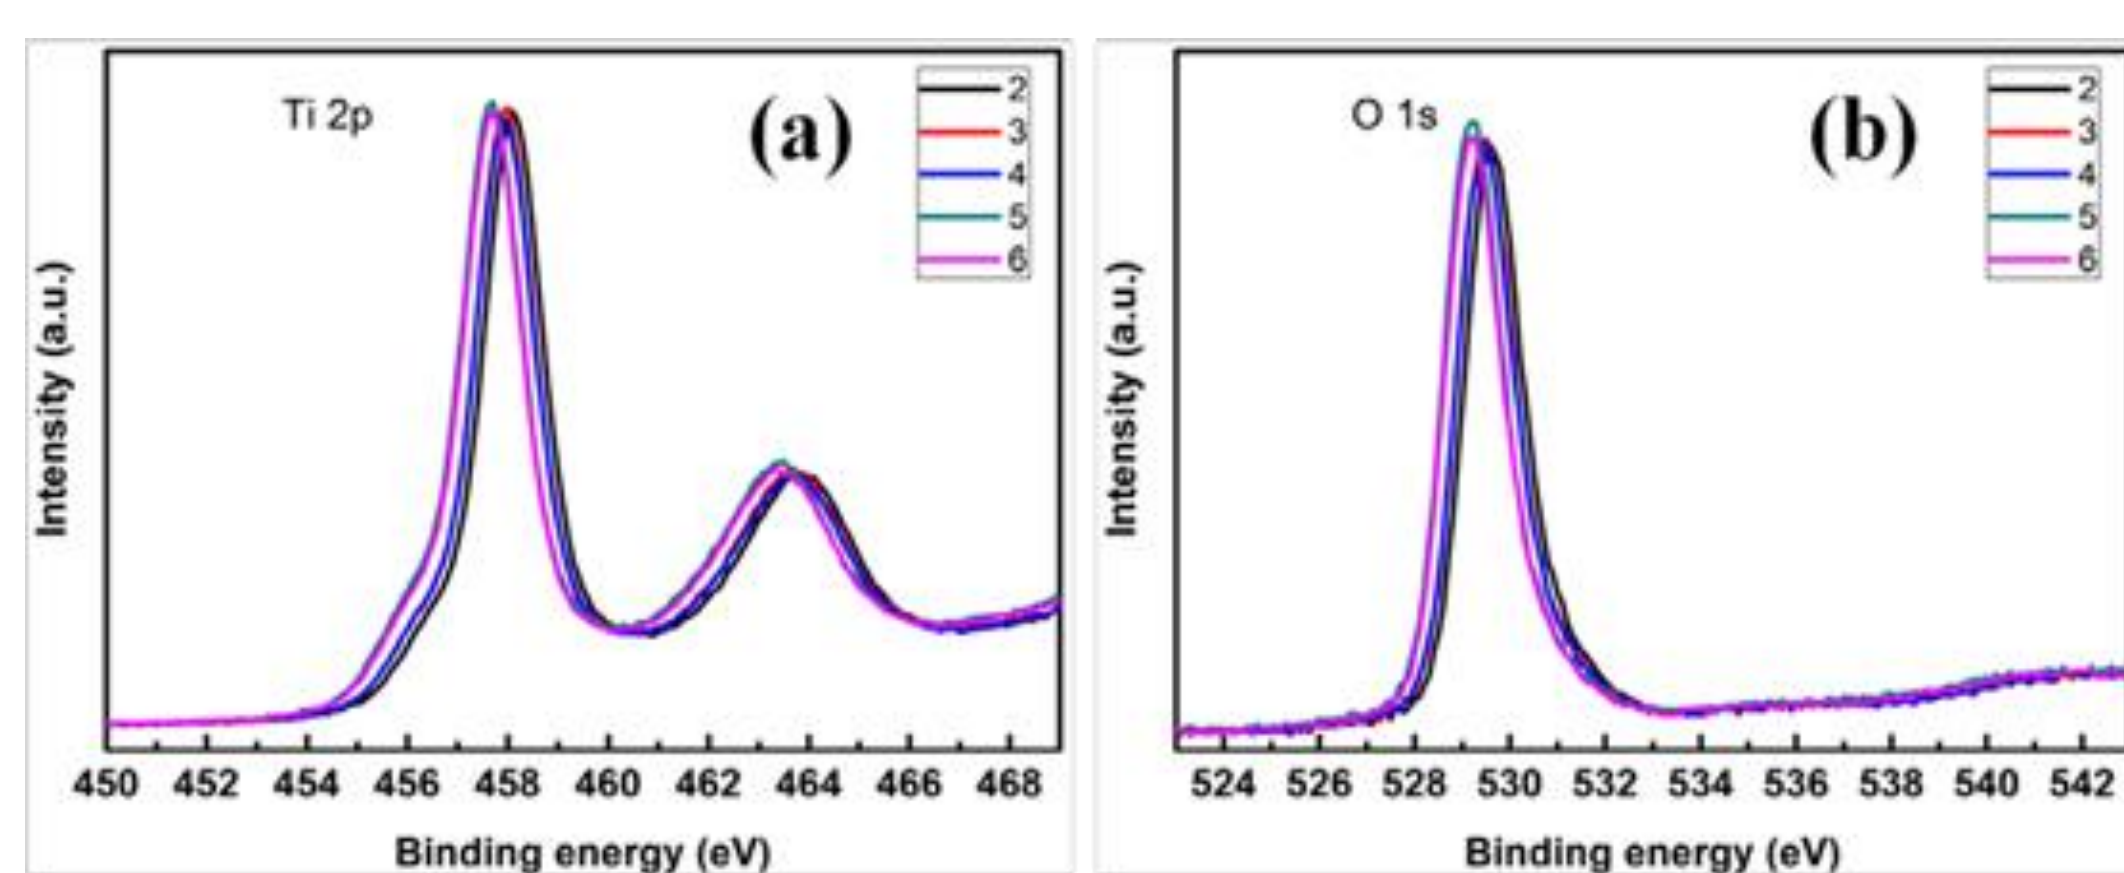 Ti 2p
(a)
2
3
4
5
6
Intensity (a.u.)
450 452 454 456 458 460 462 464 466 468
Binding energy (eV)
O 1s
(b)
2
3
4
5
6
Intensity (a.u.)
524 526 528 530 532 534 536 538 540 542
Binding energy (eV)